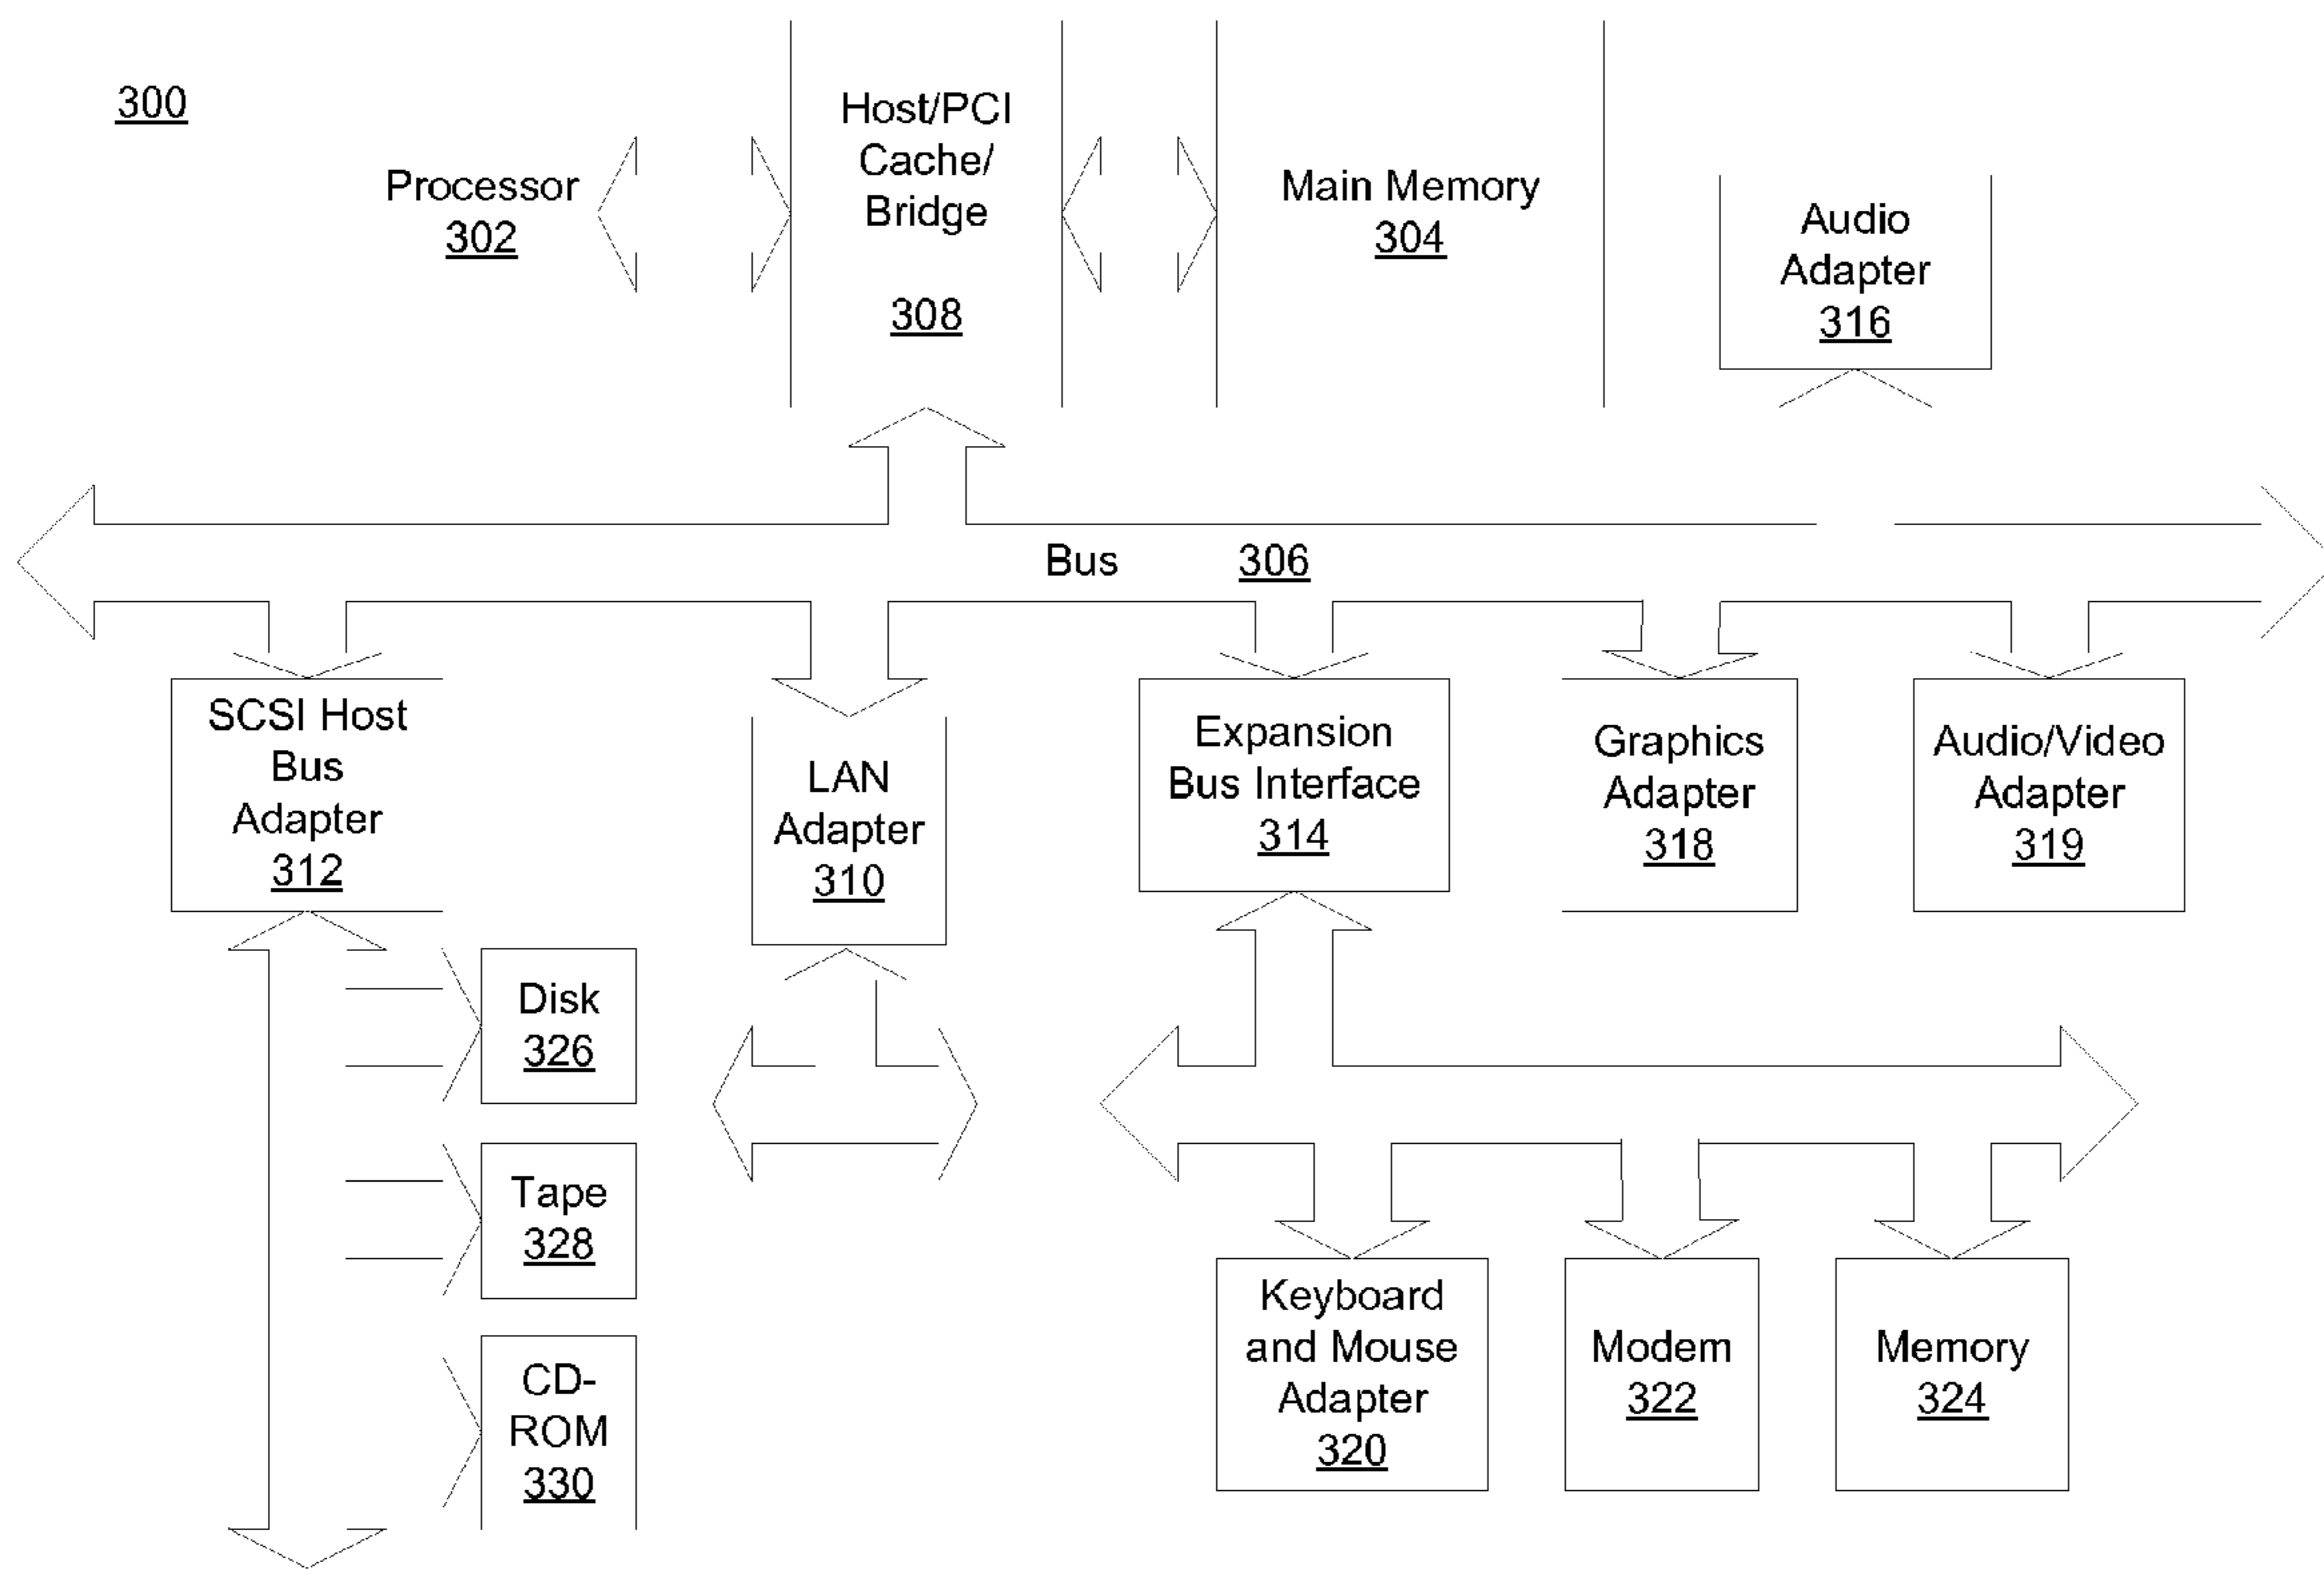 300
Processor
302
Host/PCI
Cache/
Bridge
308
Main Memory
304
Audio
Adapter
316
Bus 306
SCSI Host
Bus
Adapter
312
LAN
Adapter
310
Expansion
Bus Interface
314
Graphics
Adapter
318
Audio/Video
Adapter
319
Disk
326
Tape
328
CD-
ROM
330
Keyboard
and Mouse
Adapter
320
Modem
322
Memory
324